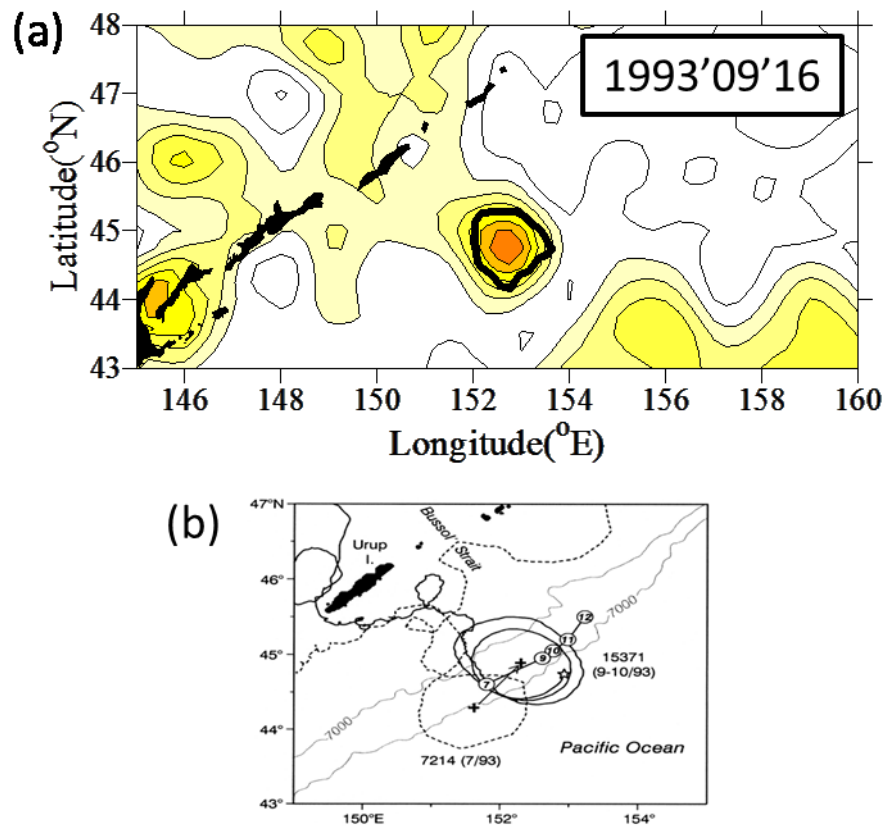 (a)
1993'09'16
48
47
46
45
44
43
Latitude(°N)
146 148 150 152 154 156 158 160
Longitude(°E)
(b)
47°N
46°
45°
44°
43°
Urup
I.
Bussol' Strait
7000
7000
12
11
10
9
7
15371
(9-10/93)
7214 (7/93)
Pacific Ocean
150°E 152° 154°